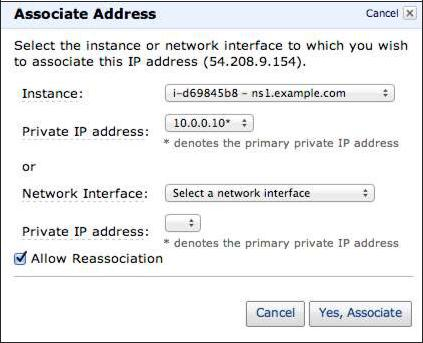 Associate Address
Cancel
Select the instance or network interface to which you wish
to associate this IP address (54.208.9.154).
Instance: i-d69845b8 - ns1.example.com
Private IP address: 10.0.0.10*
* denotes the primary private IP address
or
Network Interface: Select a network interface
Private IP address:
* denotes the primary private IP address
Allow Reassociation
Cancel Yes, Associate